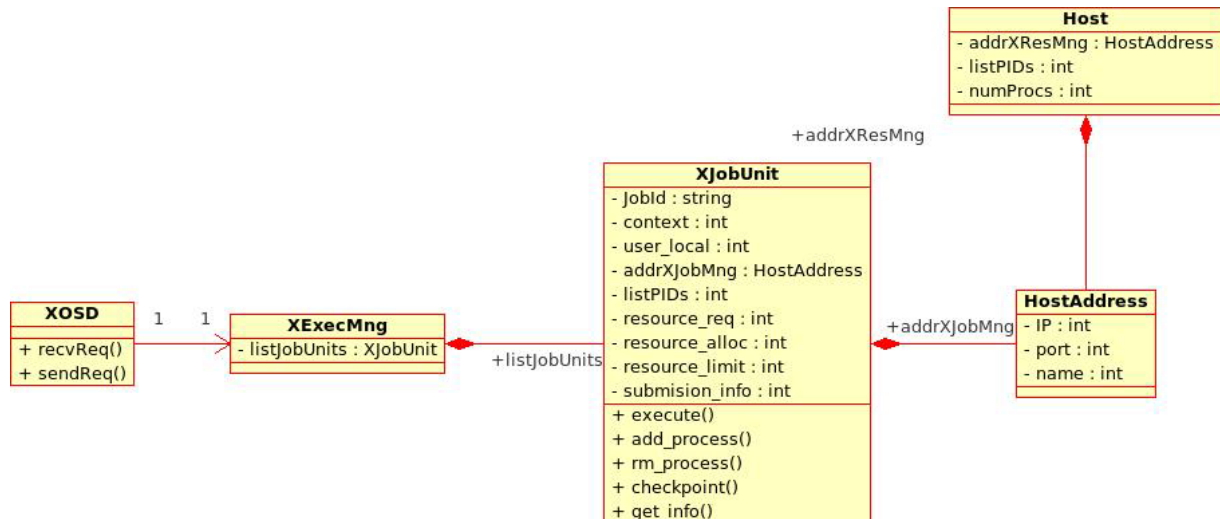 Host
- addrXResMng : HostAddress
- listPIDs : int
- numProcs : int
+addrXResMng
XJobUnit
- JobId : string
- context : int
- user_local : int
- addrXJobMng : HostAddress
- listPIDs : int
- resource_req : int
- resource_alloc : int
- resource_limit : int
- submision_info : int
+ execute()
+ add_process()
+ rm_process()
+ checkpoint()
+ get_info()
XOSD
+ recvReq()
+ sendReq()
1 1
XExecMng
- listJobUnits : XJobUnit
+listJobUnits
+addrXJobMng
HostAddress
- IP : int
- port : int
- name : int